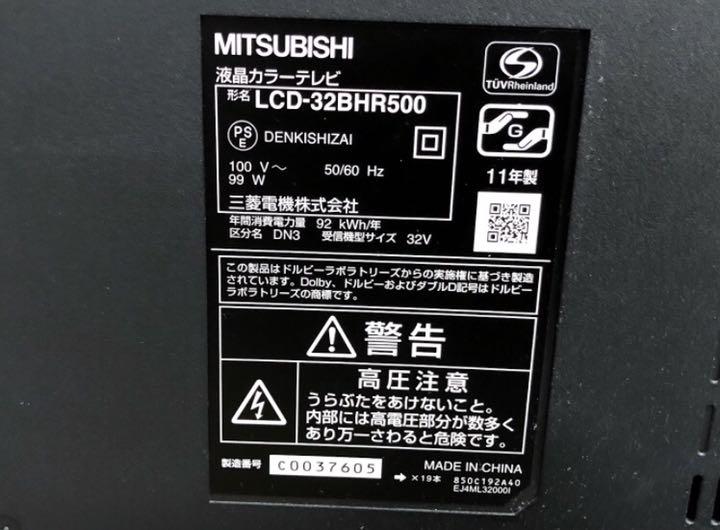 MITSUBISHI
液晶カラーテレビ
形名 LCD-32BHR500
PS
E
DENKISHIZAI
100 V～ 50/60 Hz
99 W
三菱電機株式会社
年間消費電力量 92 kWh/年
区分名 DN3 受信機型サイズ 32V
TÜVRheinland
G
11年製
この製品はドルビーラボラトリーズからの実施権に基づき製造
されています。Dolby、ドルビーおよびダブルD記号はドルビー
ラボラトリーズの商標です。
警告
高圧注意
うらぶたをあけないこと。
内部には高電圧部分が数多く
あり万一さわると危険です。
製造番号 C0037605
→ ×19本
MADE IN CHINA
850C192A40
EJ4ML32000I